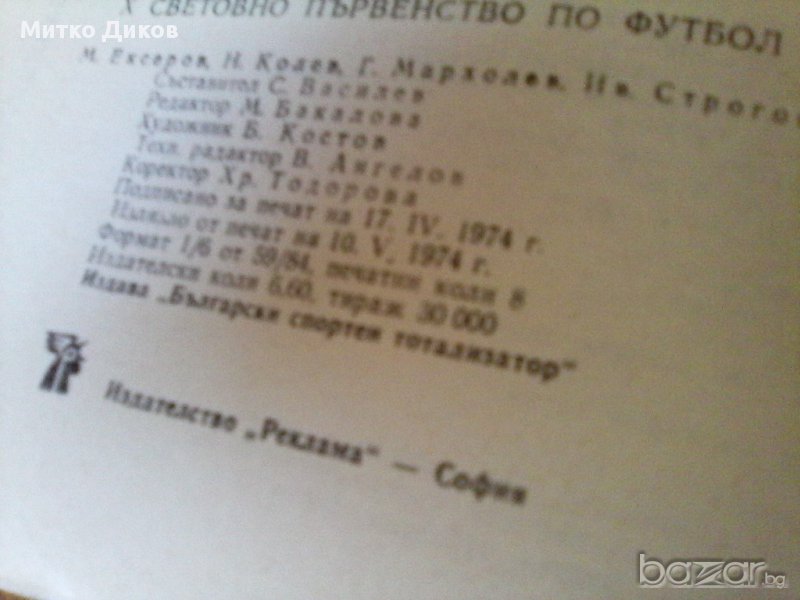 X СВЕТОВНО ПЪРВЕНСТВО ПО ФУТБОЛ
Митко Диков
М. Ексеров, Н. Колев, Г. Мархолев, Ив. Строгов
Съставител С. Василев
Редактор М. Бакалова
Художник Б. Костов
Техн. редактор В. Ангелов
Коректор Хр. Тодорова
Подписано за печат на 17. IV. 1974 г.
Излязло от печат на 10. V. 1974 г.
Формат 1/6 от 59/84, печатни коли 8
Издателски коли 6,60, тираж 30 000
Издава „Български спортен тотализатор“
Издателство „Реклама“ — София
bazar.bg